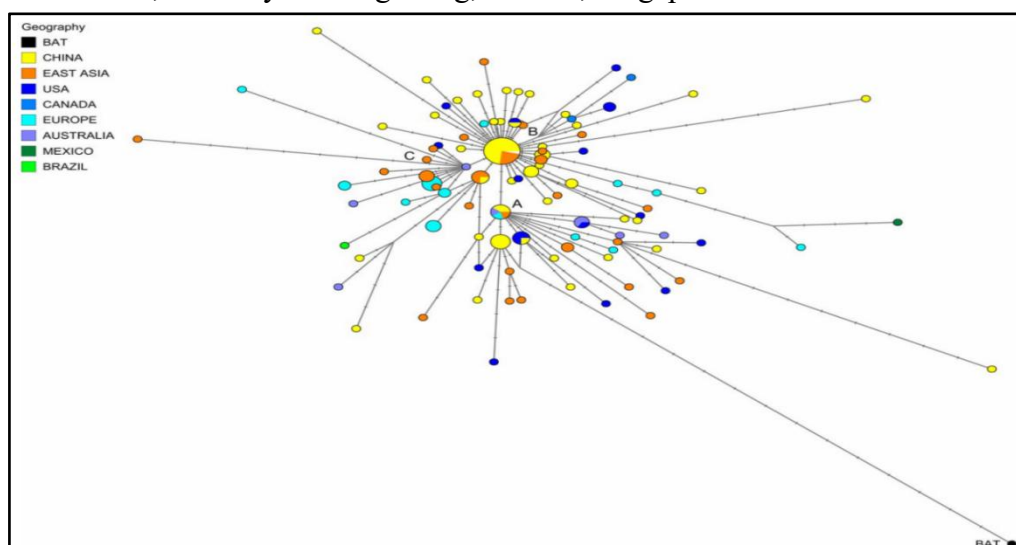 Geography
BAT
CHINA
EAST ASIA
USA
CANADA
EUROPE
AUSTRALIA
MEXICO
BRAZIL
B
C
A
BAT